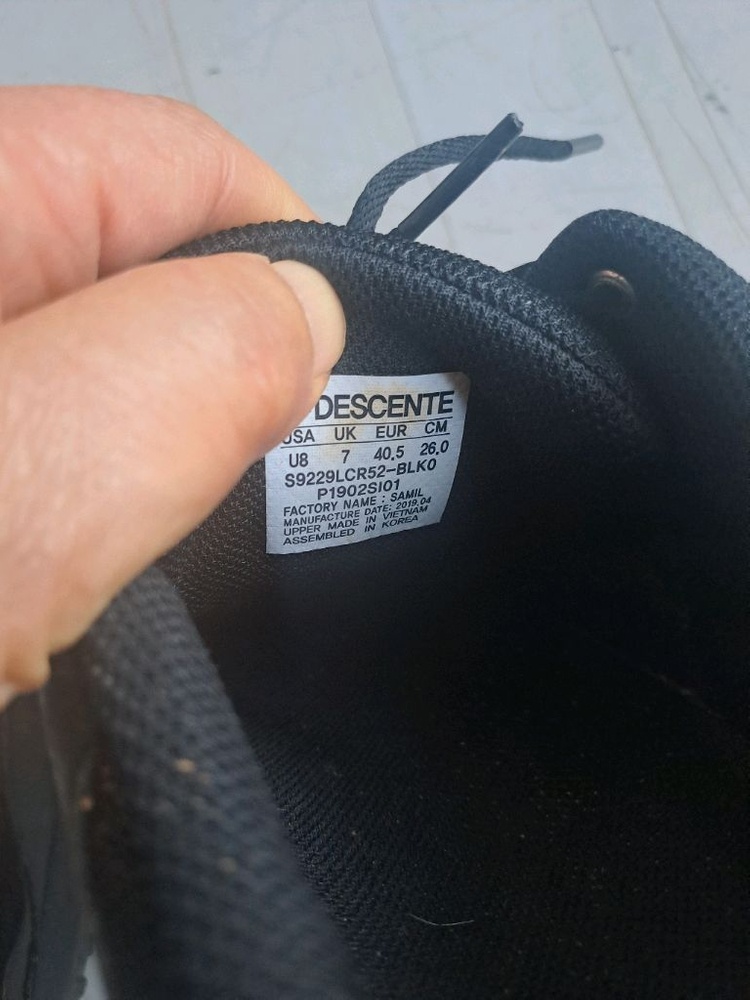 DESCENTE
USA UK EUR CM
U8 7 40.5 26.0
S9229LCR52-BLK0
P1902SI01
FACTORY NAME : SAMIL
MANUFACTURE DATE: 2019.04
UPPER MADE IN VIETNAM
ASSEMBLED IN KOREA